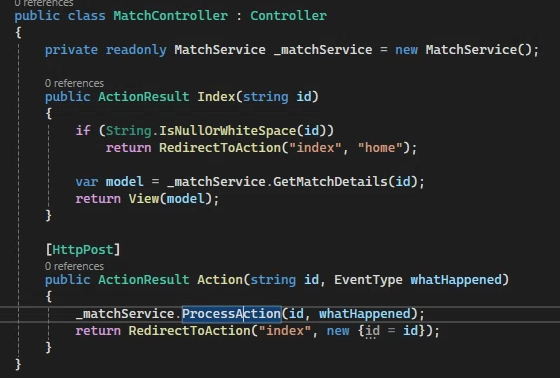 0 references
public class MatchController : Controller
{
private readonly MatchService _matchService = new MatchService();
0 references
public ActionResult Index(string id)
{
if (String.IsNullOrWhiteSpace(id))
return RedirectToAction("index", "home");
var model = _matchService.GetMatchDetails(id);
return View(model);
}
[HttpPost]
0 references
public ActionResult Action(string id, EventType whatHappened)
{
_matchService.ProcessAction(id, whatHappened);
return RedirectToAction("index", new {id = id});
}
}